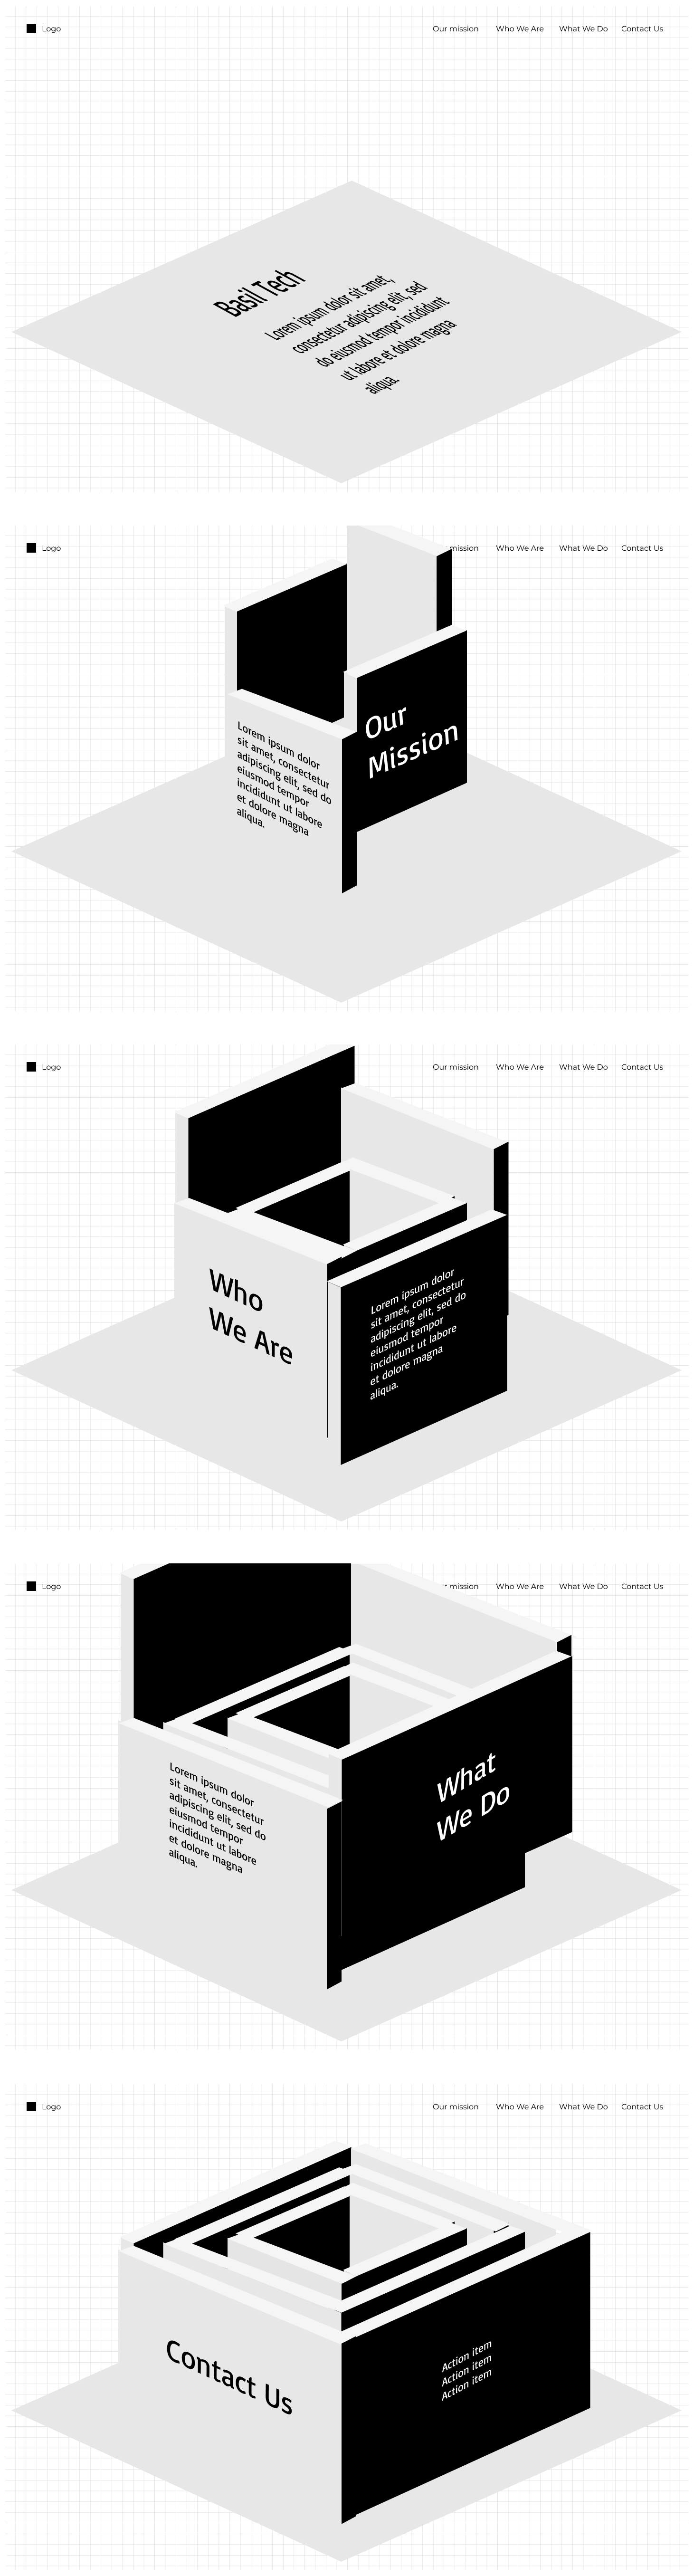 Logo
Our mission Who We Are What We Do Contact Us
Basil Tech
Lorem ipsum dolor sit amet,
consectetur adipiscing elit, sed
do eiusmod tempor incididunt
ut labore et dolore magna
aliqua.
Logo
mission Who We Are What We Do Contact Us
Our
Mission
Lorem ipsum dolor
sit amet, consectetur
adipiscing elit, sed do
eiusmod tempor
incididunt ut labore
et dolore magna
aliqua.
Logo
Our mission Who We Are What We Do Contact Us
Who
We Are
Lorem ipsum dolor
sit amet, consectetur
adipiscing elit, sed do
eiusmod tempor
incididunt ut labore
et dolore magna
aliqua.
Logo
mission Who We Are What We Do Contact Us
What
We Do
Lorem ipsum dolor
sit amet, consectetur
adipiscing elit, sed do
eiusmod tempor
incididunt ut labore
et dolore magna
aliqua.
Logo
Our mission Who We Are What We Do Contact Us
Contact Us
Action item
Action item
Action item